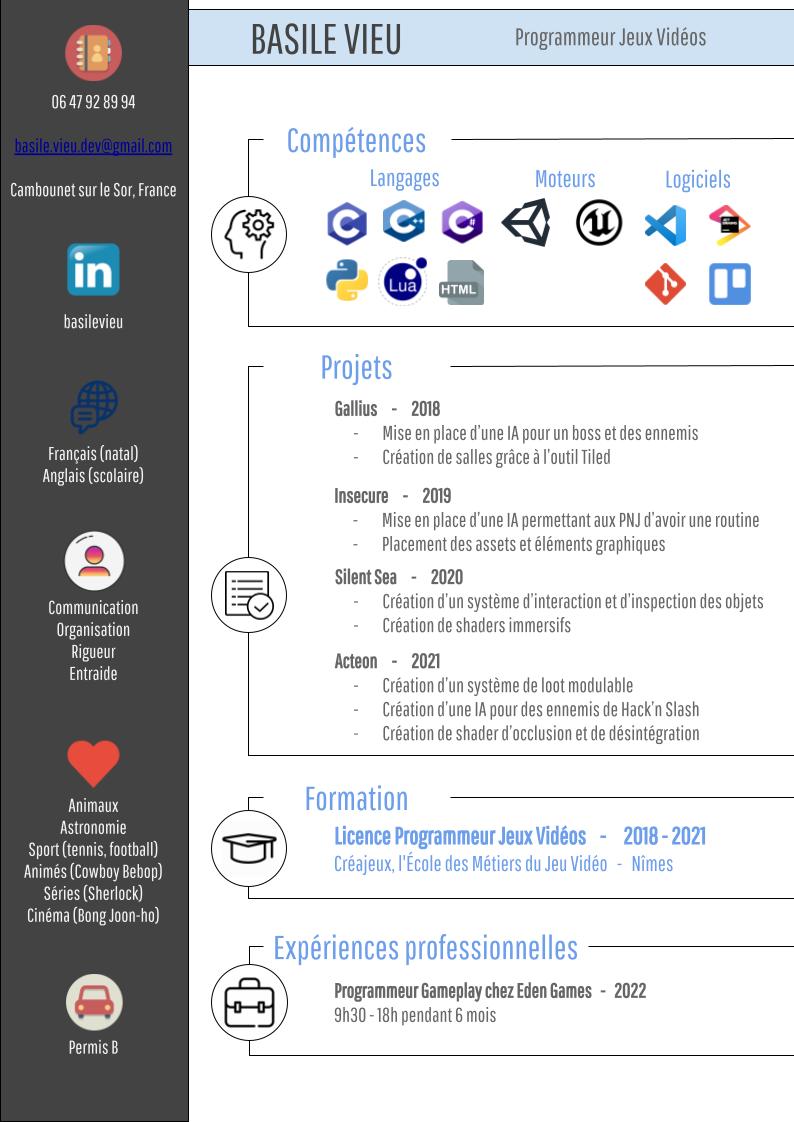 BASILE VIEU
Programmeur Jeux Vidéos
06 47 92 89 94
basile.vieu.dev@gmail.com
Cambounet sur le Sor, France
in
basilevieu
Français (natal)
Anglais (scolaire)
Communication
Organisation
Rigueur
Entraide
Animaux
Astronomie
Sport (tennis, football)
Animés (Cowboy Bebop)
Séries (Sherlock)
Cinéma (Bong Joon-ho)
Permis B
Compétences
Langages
Moteurs
Logiciels
C
C++
C#
Lua
HTML
Projets
Gallius - 2018
- Mise en place d'une IA pour un boss et des ennemis
- Création de salles grâce à l'outil Tiled
Insecure - 2019
- Mise en place d'une IA permettant aux PNJ d'avoir une routine
- Placement des assets et éléments graphiques
Silent Sea - 2020
- Création d'un système d'interaction et d'inspection des objets
- Création de shaders immersifs
Acteon - 2021
- Création d'un système de loot modulable
- Création d'une IA pour des ennemis de Hack'n Slash
- Création de shader d'occlusion et de désintégration
Formation
Licence Programmeur Jeux Vidéos - 2018 - 2021
Créajeux, l'École des Métiers du Jeu Vidéo - Nîmes
Expériences professionnelles
Programmeur Gameplay chez Eden Games - 2022
9h30 - 18h pendant 6 mois